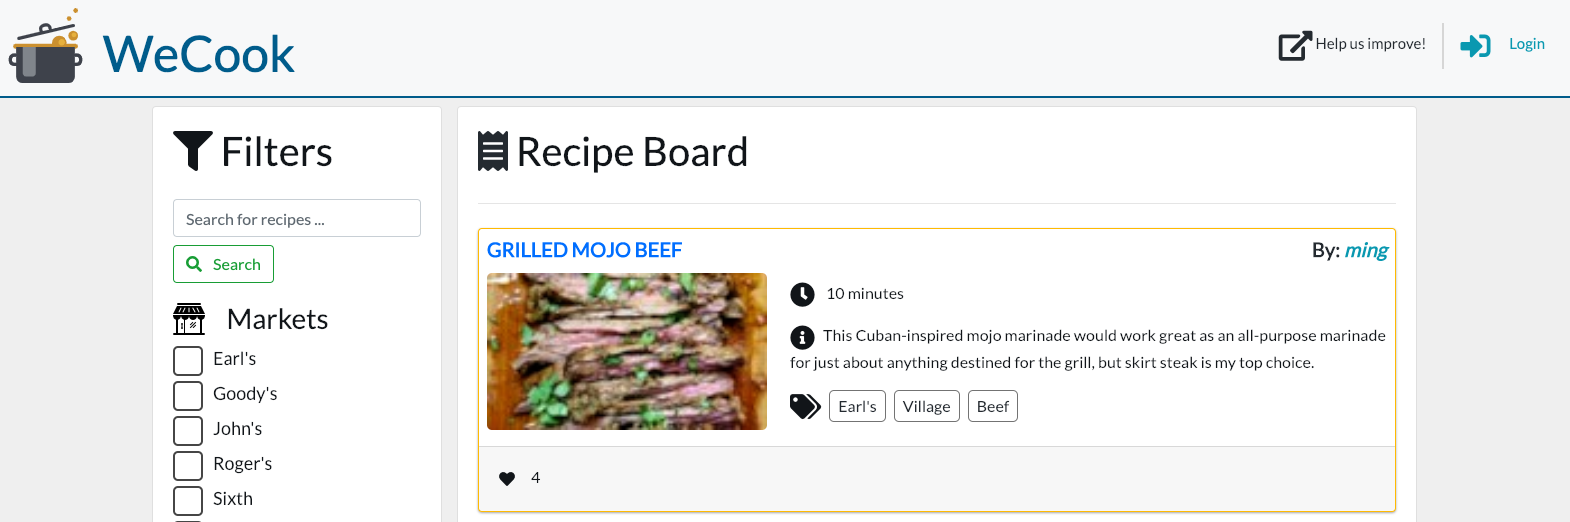 WeCook
Help us improve!
Login
Filters
Search for recipes ...
Search
Markets
Earl's
Goody's
John's
Roger's
Sixth
Recipe Board
GRILLED MOJO BEEF
By: ming
10 minutes
This Cuban-inspired mojo marinade would work great as an all-purpose marinade
for just about anything destined for the grill, but skirt steak is my top choice.
Earl's
Village
Beef
4